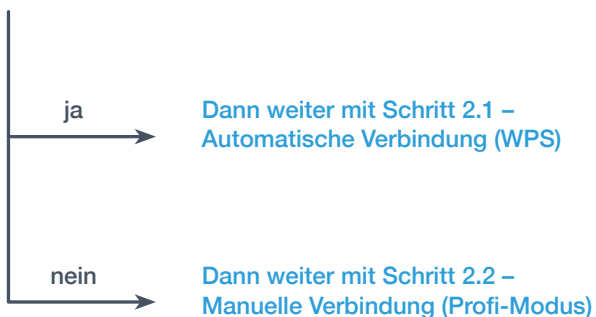 ja
Dann weiter mit Schritt 2.1 –
Automatische Verbindung (WPS)
nein
Dann weiter mit Schritt 2.2 –
Manuelle Verbindung (Profi-Modus)